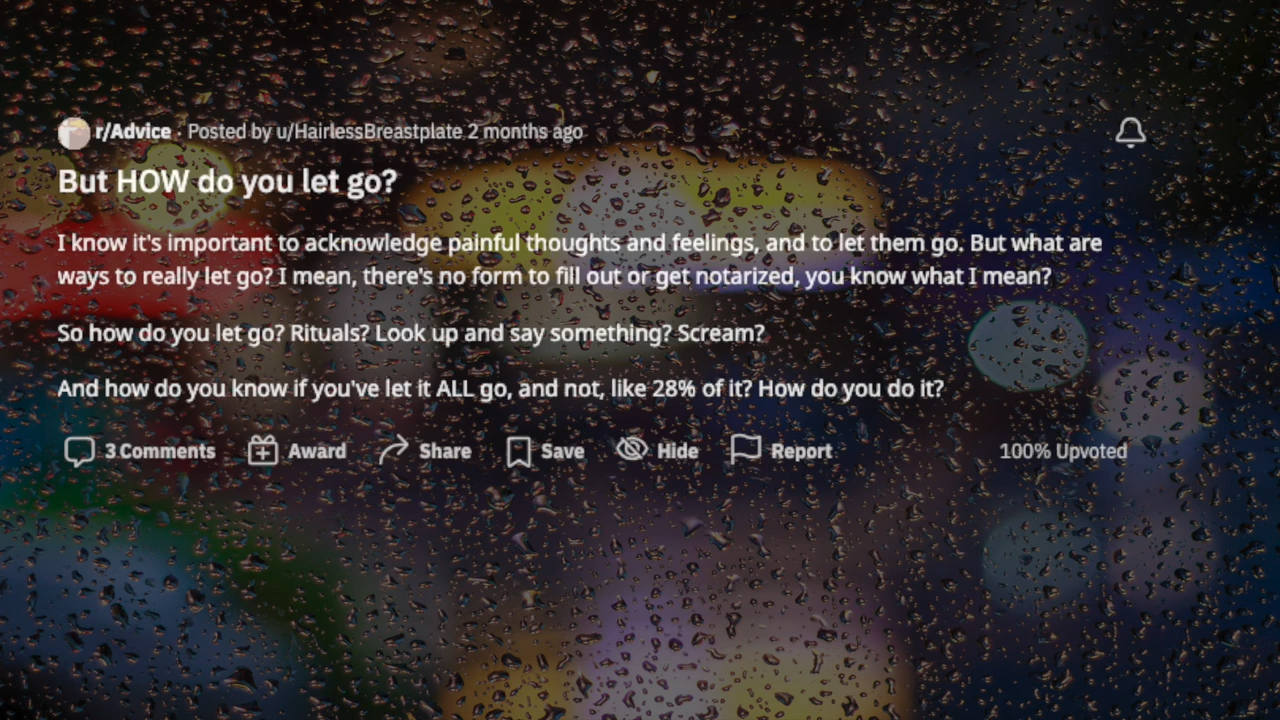 r/Advice · Posted by u/HairlessBreastplate 2 months ago
But HOW do you let go?
I know it's important to acknowledge painful thoughts and feelings, and to let them go. But what are
ways to really let go? I mean, there's no form to fill out or get notarized, you know what I mean?
So how do you let go? Rituals? Look up and say something? Scream?
And how do you know if you've let it ALL go, and not, like 28% of it? How do you do it?
3 Comments Award Share Save Hide Report 100% Upvoted